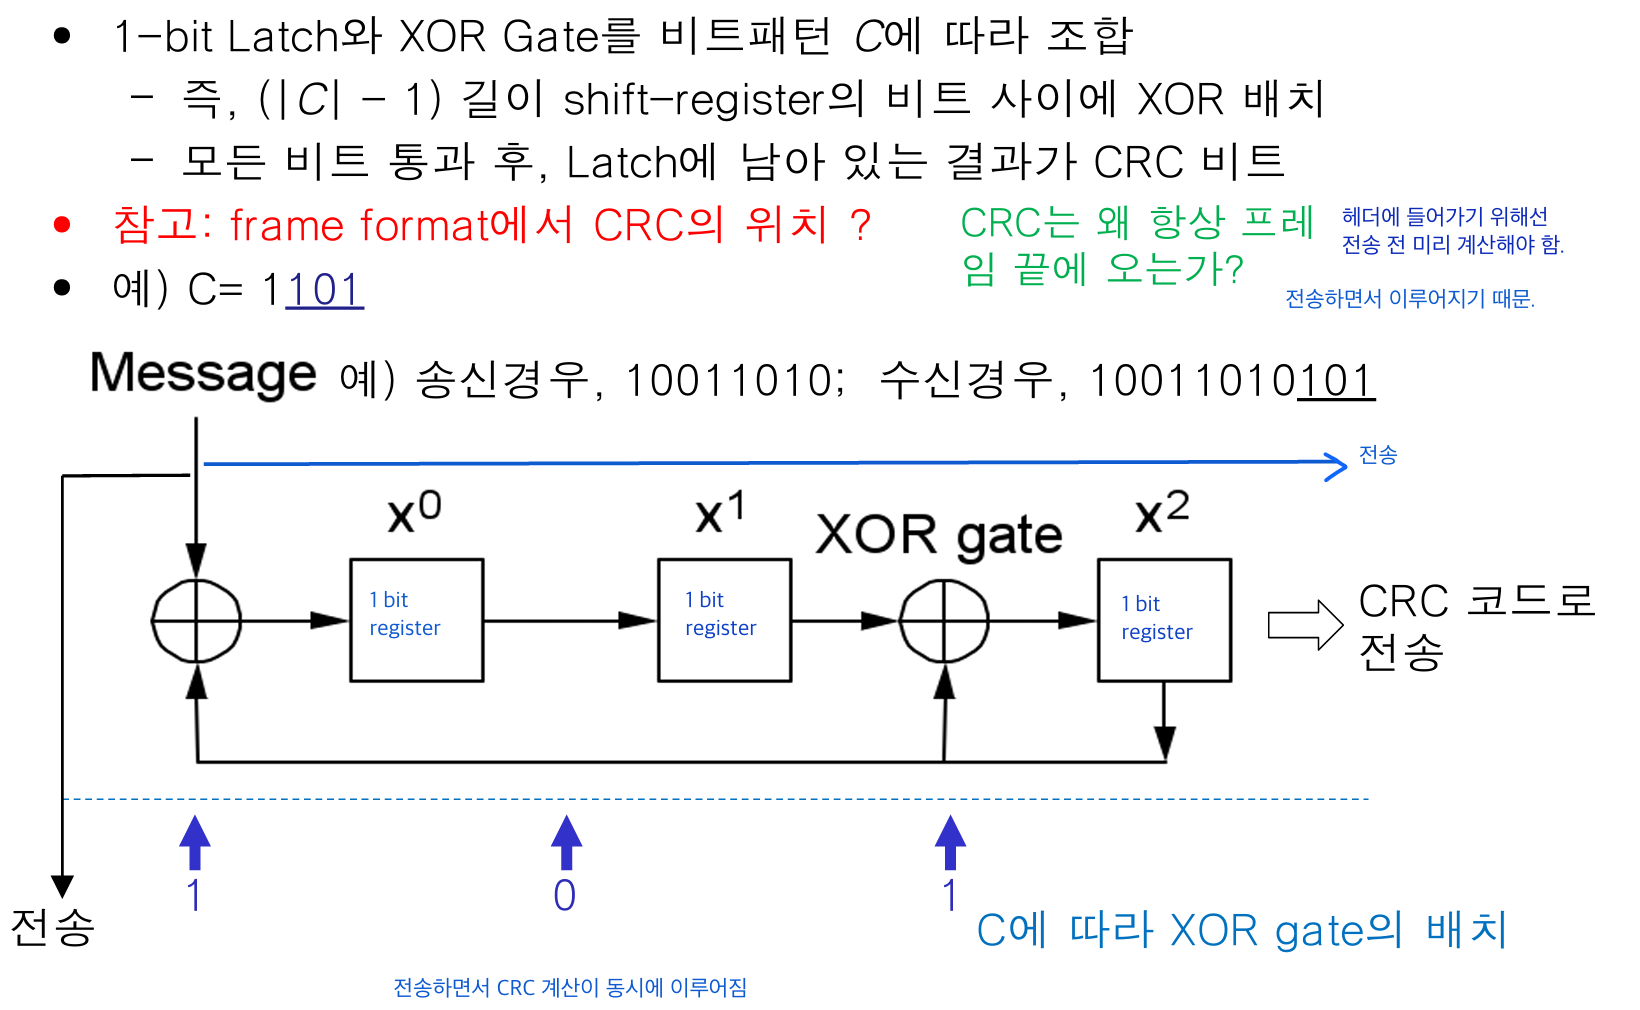 • 1-bit Latch와 XOR Gate를 비트패턴 C에 따라 조합
– 즉, (|C| – 1) 길이 shift-register의 비트 사이에 XOR 배치
– 모든 비트 통과 후, Latch에 남아 있는 결과가 CRC 비트
• 참고: frame format에서 CRC의 위치 ?
CRC는 왜 항상 프레
임 끝에 오는가?
헤더에 들어가기 위해선
전송 전 미리 계산해야 함.
전송하면서 이루어지기 때문.
• 예) C= 1101
Message 예) 송신경우, 10011010; 수신경우, 10011010101
전송
x0 x1 XOR gate x2
1 bit
register
1 bit
register
1 bit
register
CRC 코드로
전송
1 0 1
전송
C에 따라 XOR gate의 배치
전송하면서 CRC 계산이 동시에 이루어짐